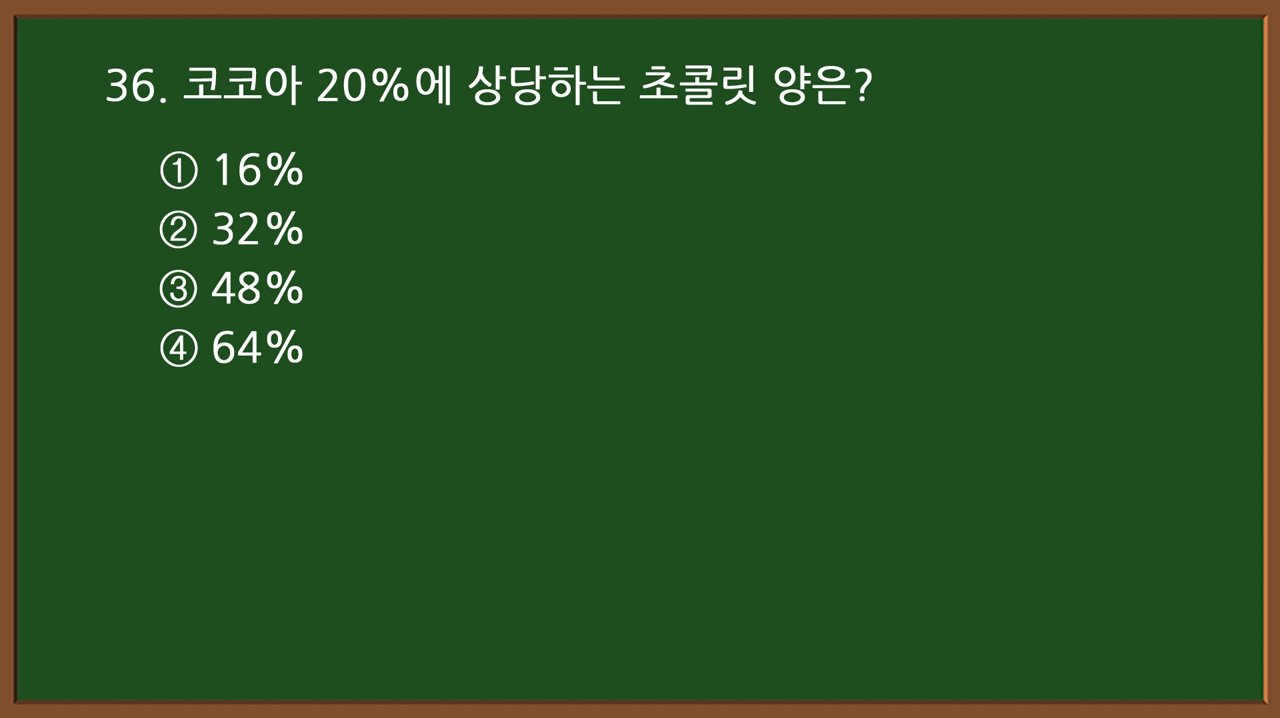 36. 코코아 20%에 상당하는 초콜릿 양은?
① 16%
② 32%
③ 48%
④ 64%